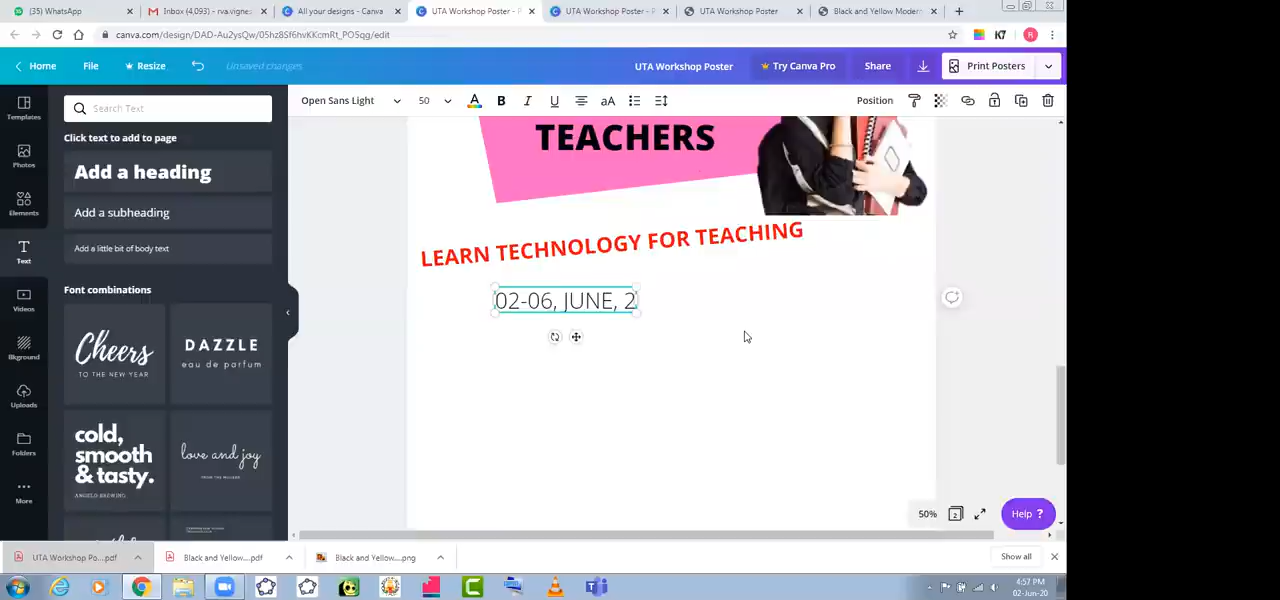 (35) WhatsApp
Inbox (4,093) - rva.vignes
All your designs - Canva
UTA Workshop Poster - P
UTA Workshop Poster - P
UTA Workshop Poster
Black and Yellow Modern
canva.com/design/DAD-Au2ysQw/05hz8Sf6hvKKcmRt_PO5qg/edit
K7
R
Home
File
Resize
Unsaved changes
UTA Workshop Poster
Try Canva Pro
Share
Print Posters
Templates
Photos
Elements
Text
Videos
Bkground
Uploads
Folders
More
Search Text
Click text to add to page
Add a heading
Add a subheading
Add a little bit of body text
Font combinations
Cheers
TO THE NEW YEAR
DAZZLE
eau de parfum
cold,
smooth
& tasty.
ANGELO BREWING
love and joy
Open Sans Light
50
A
B
I
U
aA
Position
TEACHERS
LEARN TECHNOLOGY FOR TEACHING
02-06, JUNE, 2
50%
2
Help ?
UTA Workshop Po....pdf
Black and Yellow....pdf
Black and Yellow....png
Show all
4:57 PM
02-Jun-20